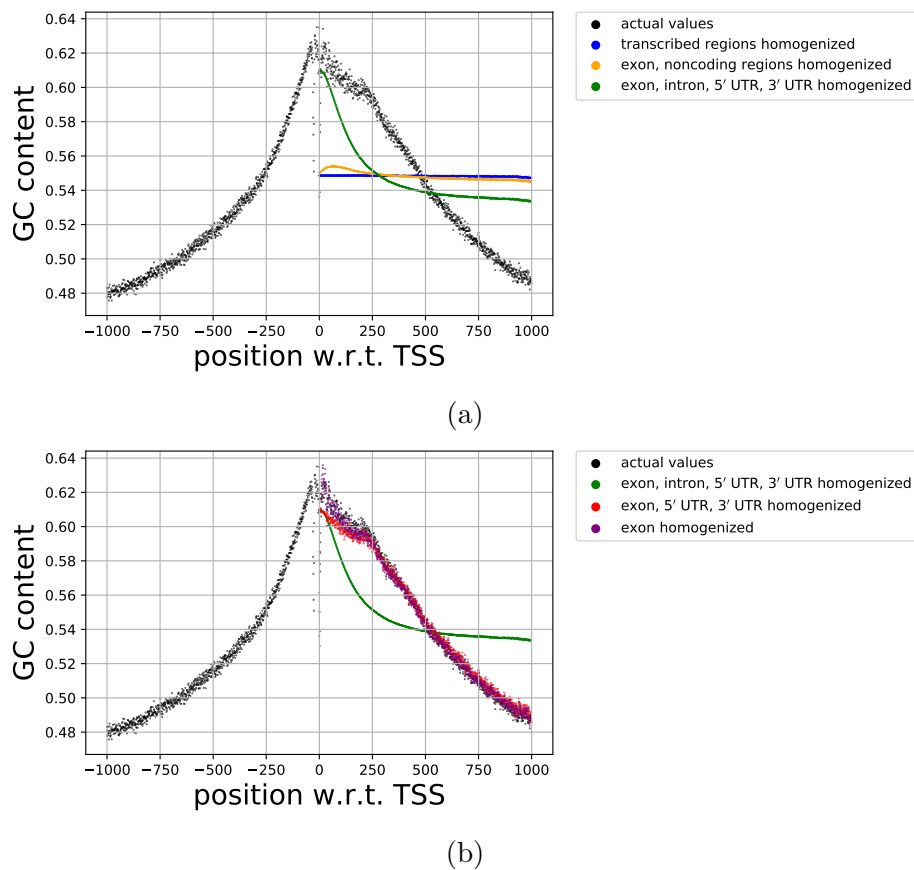 0.64
0.62
0.60
0.58
0.56
0.54
0.52
0.50
0.48
GC content
−1000 −750 −500 −250 0 250 500 750 1000
position w.r.t. TSS
actual values
transcribed regions homogenized
exon, noncoding regions homogenized
exon, intron, 5′ UTR, 3′ UTR homogenized
(a)
0.64
0.62
0.60
0.58
0.56
0.54
0.52
0.50
0.48
GC content
−1000 −750 −500 −250 0 250 500 750 1000
position w.r.t. TSS
actual values
exon, intron, 5′ UTR, 3′ UTR homogenized
exon, 5′ UTR, 3′ UTR homogenized
exon homogenized
(b)